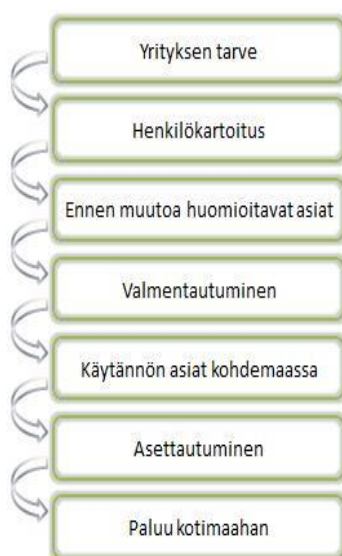 Yrityksen tarve
Henkilökartoitus
Ennen muutoa huomioitavat asiat
Valmentautuminen
Käytännön asiat kohdemaassa
Asettautuminen
Paluu kotimaahan